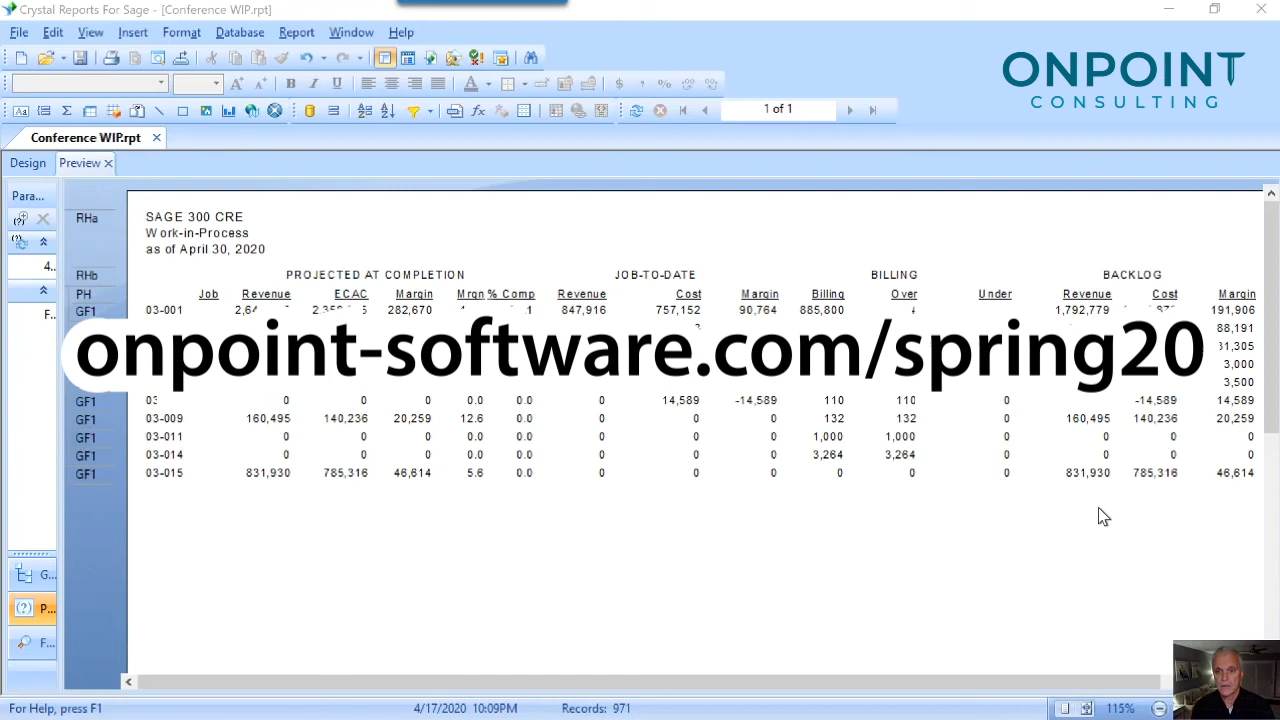 Crystal Reports For Sage - [Conference WIP.rpt]
File Edit View Insert Format Database Report Window Help
ONPOINT
CONSULTING
1 of 1
Conference WIP.rpt
Design Preview
Para...
4..
F..
G...
P...
F...
RHa
RHb
PH
SAGE 300 CRE
Work-in-Process
as of April 30, 2020
PROJECTED AT COMPLETION JOB-TO-DATE BILLING BACKLOG
Job Revenue ECAC Margin Mrgn % Comp Revenue Cost Margin Billing Over Under Revenue Cost Margin
GF1 03-001 282,670 847,916 757,152 90,764 885,800 1,792,779 191,906
88,191
3,000
3,500
onpoint-software.com/spring20
GF1 0 0 0 0.0 0.0 0 14,589 -14,589 110 110 0 0 -14,589 14,589
GF1 03-009 160,495 140,236 20,259 12.6 0.0 0 0 0 132 132 0 160,495 140,236 20,259
GF1 03-011 0 0 0 0.0 0.0 0 0 0 1,000 1,000 0 0 0 0
GF1 03-014 0 0 0 0.0 0.0 0 0 0 3,264 3,264 0 0 0 0
GF1 03-015 831,930 785,316 46,614 5.6 0.0 0 0 0 0 0 0 831,930 785,316 46,614
For Help, press F1 4/17/2020 10:09PM Records: 971 115%